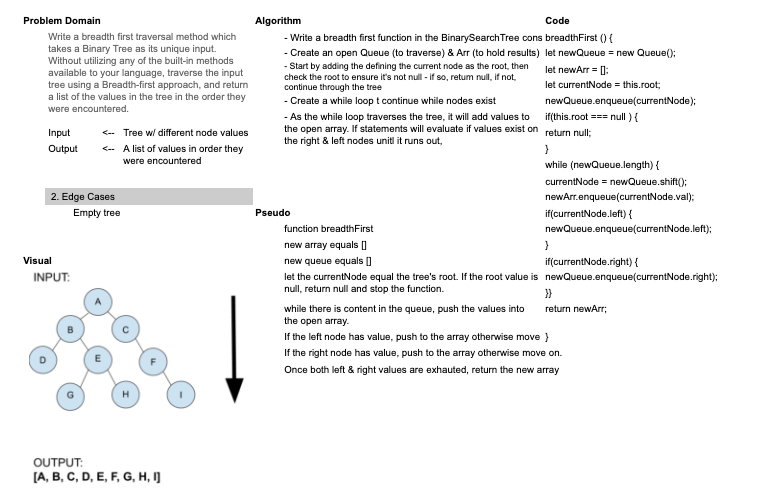 Problem Domain
Write a breadth first traversal method which
takes a Binary Tree as its unique input.
Without utilizing any of the built-in methods
available to your language, traverse the input
tree using a Breadth-first approach, and return
a list of the values in the tree in the order they
were encountered.
Input <-- Tree w/ different node values
Output <-- A list of values in order they
were encountered
2. Edge Cases
Empty tree
Visual
INPUT:
A
B C
D E F
G H I
OUTPUT:
[A, B, C, D, E, F, G, H, I]
Algorithm
- Write a breadth first function in the BinarySearchTree cons
- Create an open Queue (to traverse) & Arr (to hold results)
- Start by adding the defining the current node as the root, then
check the root to ensure it's not null - if so, return null, if not,
continue through the tree
- Create a while loop t continue while nodes exist
- As the while loop traverses the tree, it will add values to
the open array. If statements will evaluate if values exist on
the right & left nodes unitl it runs out,
Pseudo
function breadthFirst
new array equals []
new queue equals []
let the currentNode equal the tree's root. If the root value is
null, return null and stop the function.
while there is content in the queue, push the values into
the open array.
If the left node has value, push to the array otherwise move
If the right node has value, push to the array otherwise move on.
Once both left & right values are exhauted, return the new array
Code
breadthFirst () {
let newQueue = new Queue();
let newArr = [];
let currentNode = this.root;
newQueue.enqueue(currentNode);
if(this.root === null ) {
return null;
}
while (newQueue.length) {
currentNode = newQueue.shift();
newArr.enqueue(currentNode.val);
if(currentNode.left) {
newQueue.enqueue(currentNode.left);
}
if(currentNode.right) {
newQueue.enqueue(currentNode.right);
}}
return newArr;
}